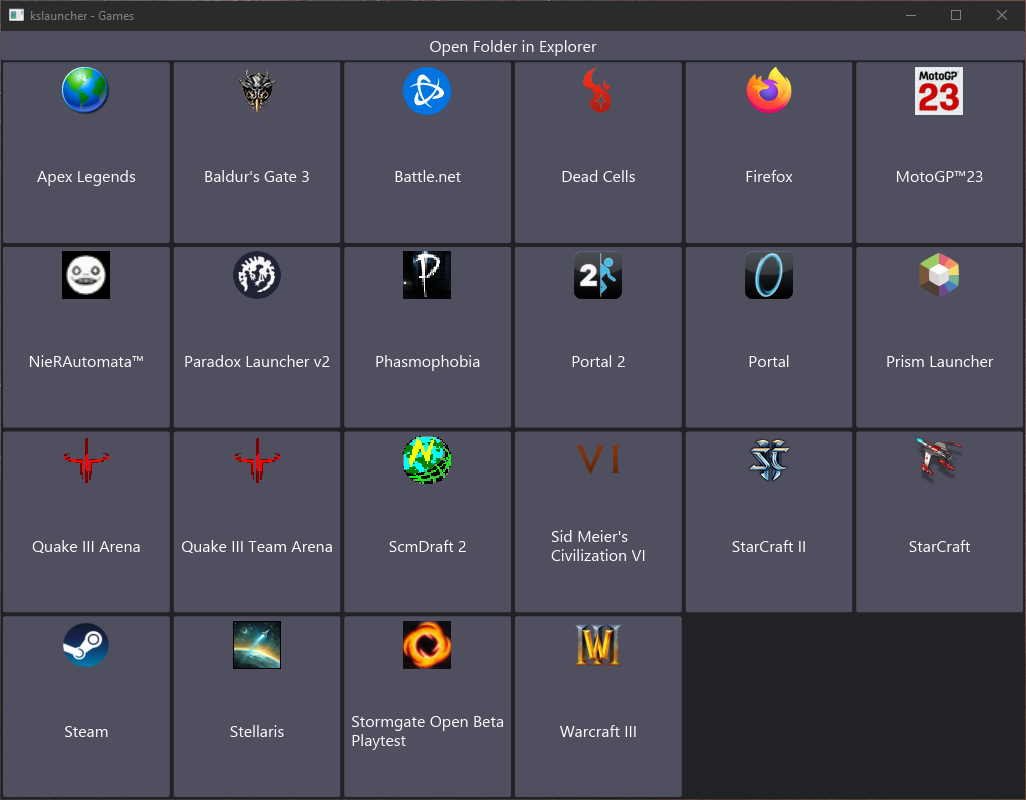 kslauncher - Games
Open Folder in Explorer
MotoGP™
23
Apex Legends
Baldur's Gate 3
Battle.net
Dead Cells
Firefox
MotoGP™23
P
2
NieRAutomata™
Paradox Launcher v2
Phasmophobia
Portal 2
Portal
Prism Launcher
N
VI
SC
Quake III Arena
Quake III Team Arena
ScmDraft 2
Sid Meier's
Civilization VI
StarCraft II
StarCraft
W
Steam
Stellaris
Stormgate Open Beta
Playtest
Warcraft III